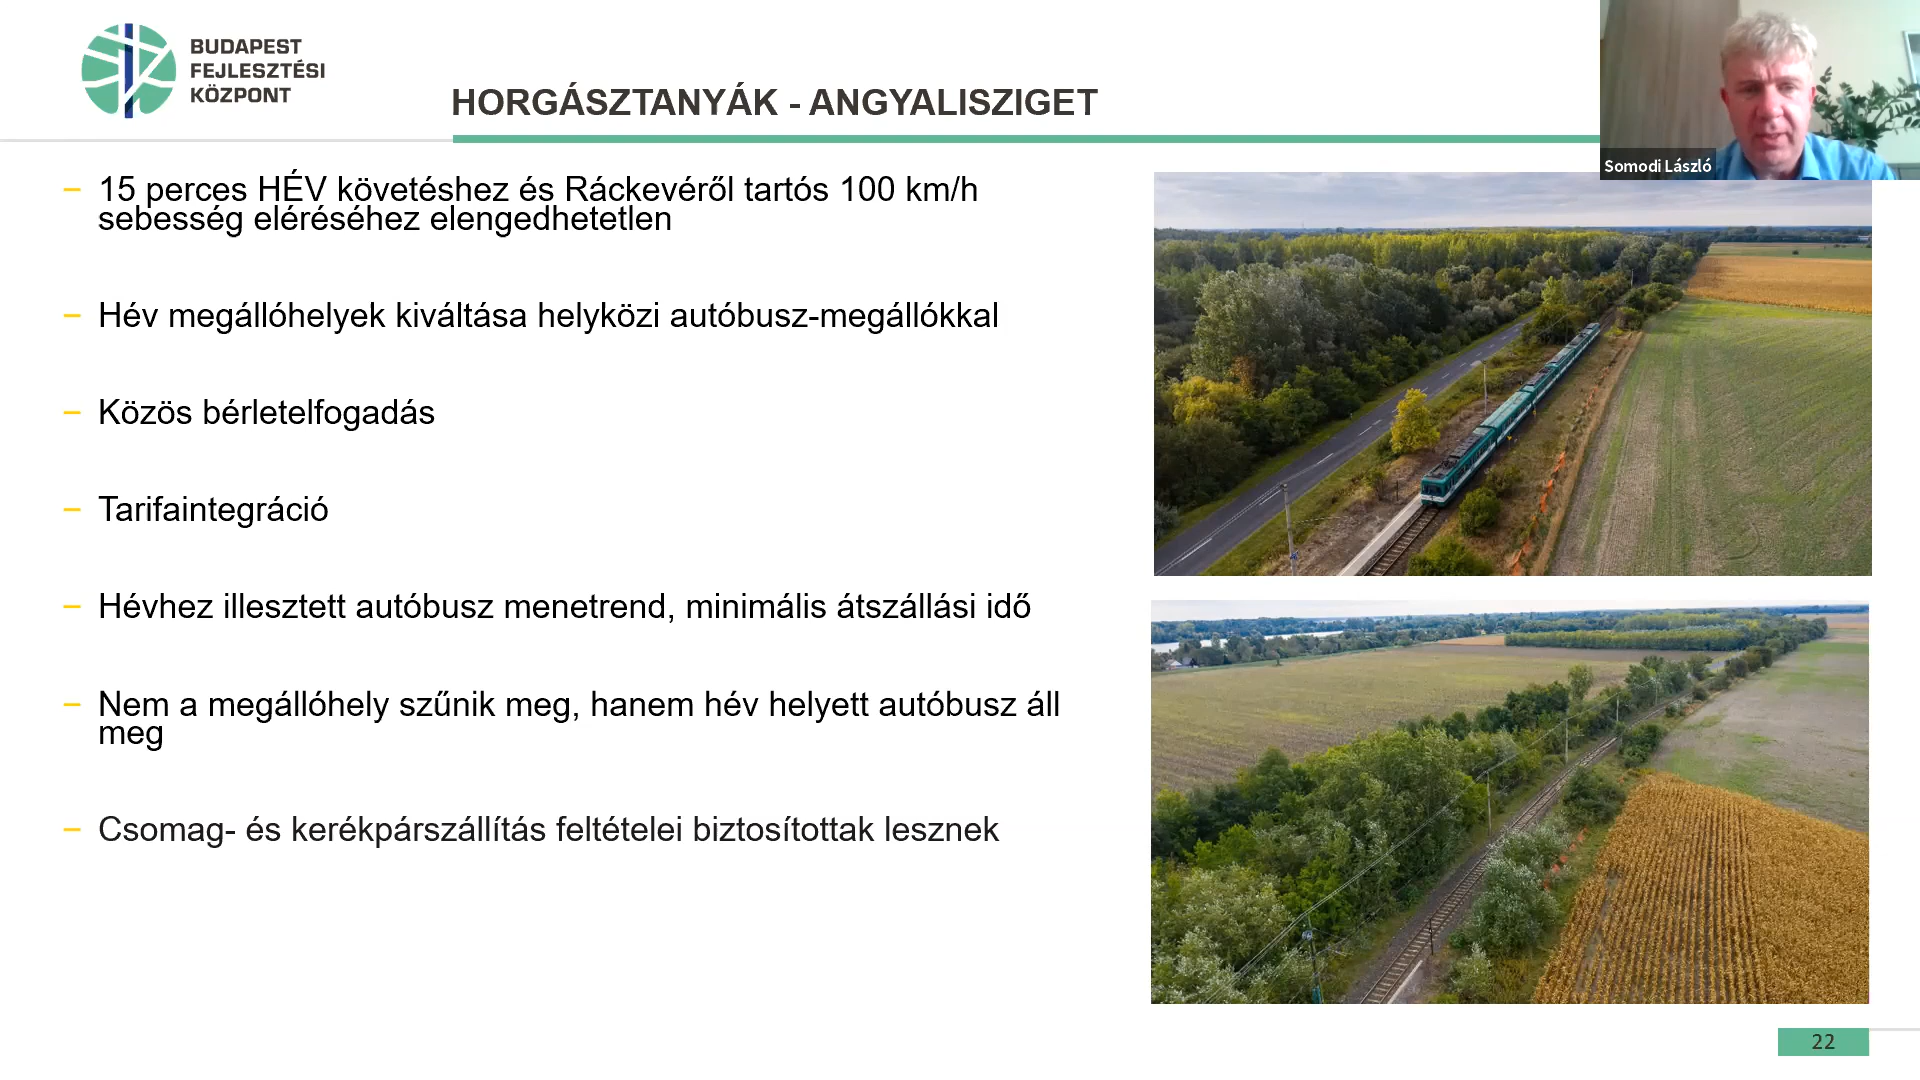 BUDAPEST
FEJLESZTÉSI
KÖZPONT
HORGÁSZTANYÁK - ANGYALISZIGET
Somodi László
– 15 perces HÉV követéshez és Ráckevéről tartós 100 km/h
sebesség eléréséhez elengedhetetlen
– Hév megállóhelyek kiváltása helyközi autóbusz-megállókkal
– Közös bérletelfogadás
– Tarifaintegráció
– Hévhez illesztett autóbusz menetrend, minimális átszállási idő
– Nem a megállóhely szűnik meg, hanem hév helyett autóbusz áll
meg
– Csomag- és kerékpárszállítás feltételei biztosítottak lesznek
22